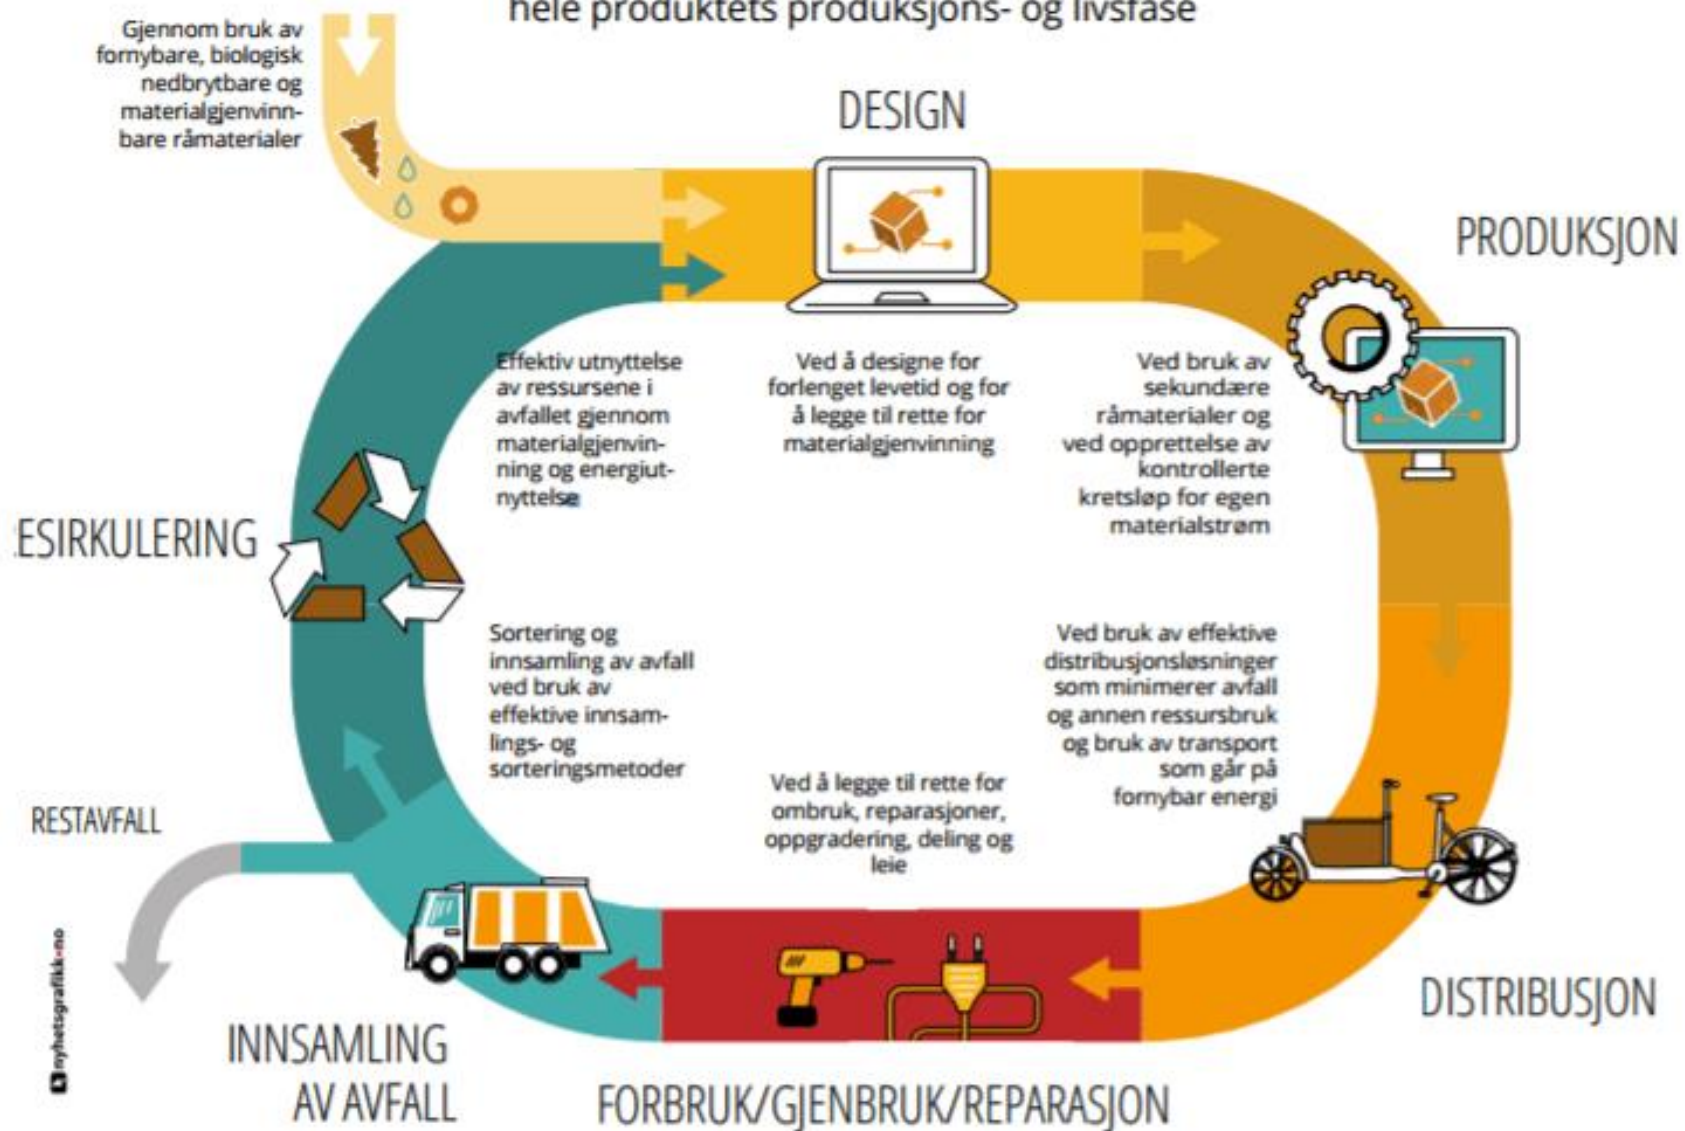 hele produktets produksjons- og livsfase
Gjennom bruk av
fornybare, biologisk
nedbrytbare og
materialgjenvinn-
bare råmaterialer
DESIGN
PRODUKSJON
Effektiv utnyttelse
av ressursene i
avfallet gjennom
materialgjenvin-
ning og energiut-
nyttelse
Ved å designe for
forlenget levetid og for
å legge til rette for
materialgjenvinning
Ved bruk av
sekundære
råmaterialer og
ved opprettelse av
kontrollerte
kretsløp for egen
materialstrøm
ESIRKULERING
Sortering og
innsamling av avfall
ved bruk av
effektive innsam-
lings- og
sorteringsmetoder
Ved bruk av effektive
distribusjonsløsninger
som minimerer avfall
og annen ressursbruk
og bruk av transport
som går på
fornybar energi
Ved å legge til rette for
ombruk, reparasjoner,
oppgradering, deling og
leie
RESTAVFALL
DISTRIBUSJON
INNSAMLING
AV AVFALL
FORBRUK/GJENBRUK/REPARASJON
nyhetsgrafikk.no